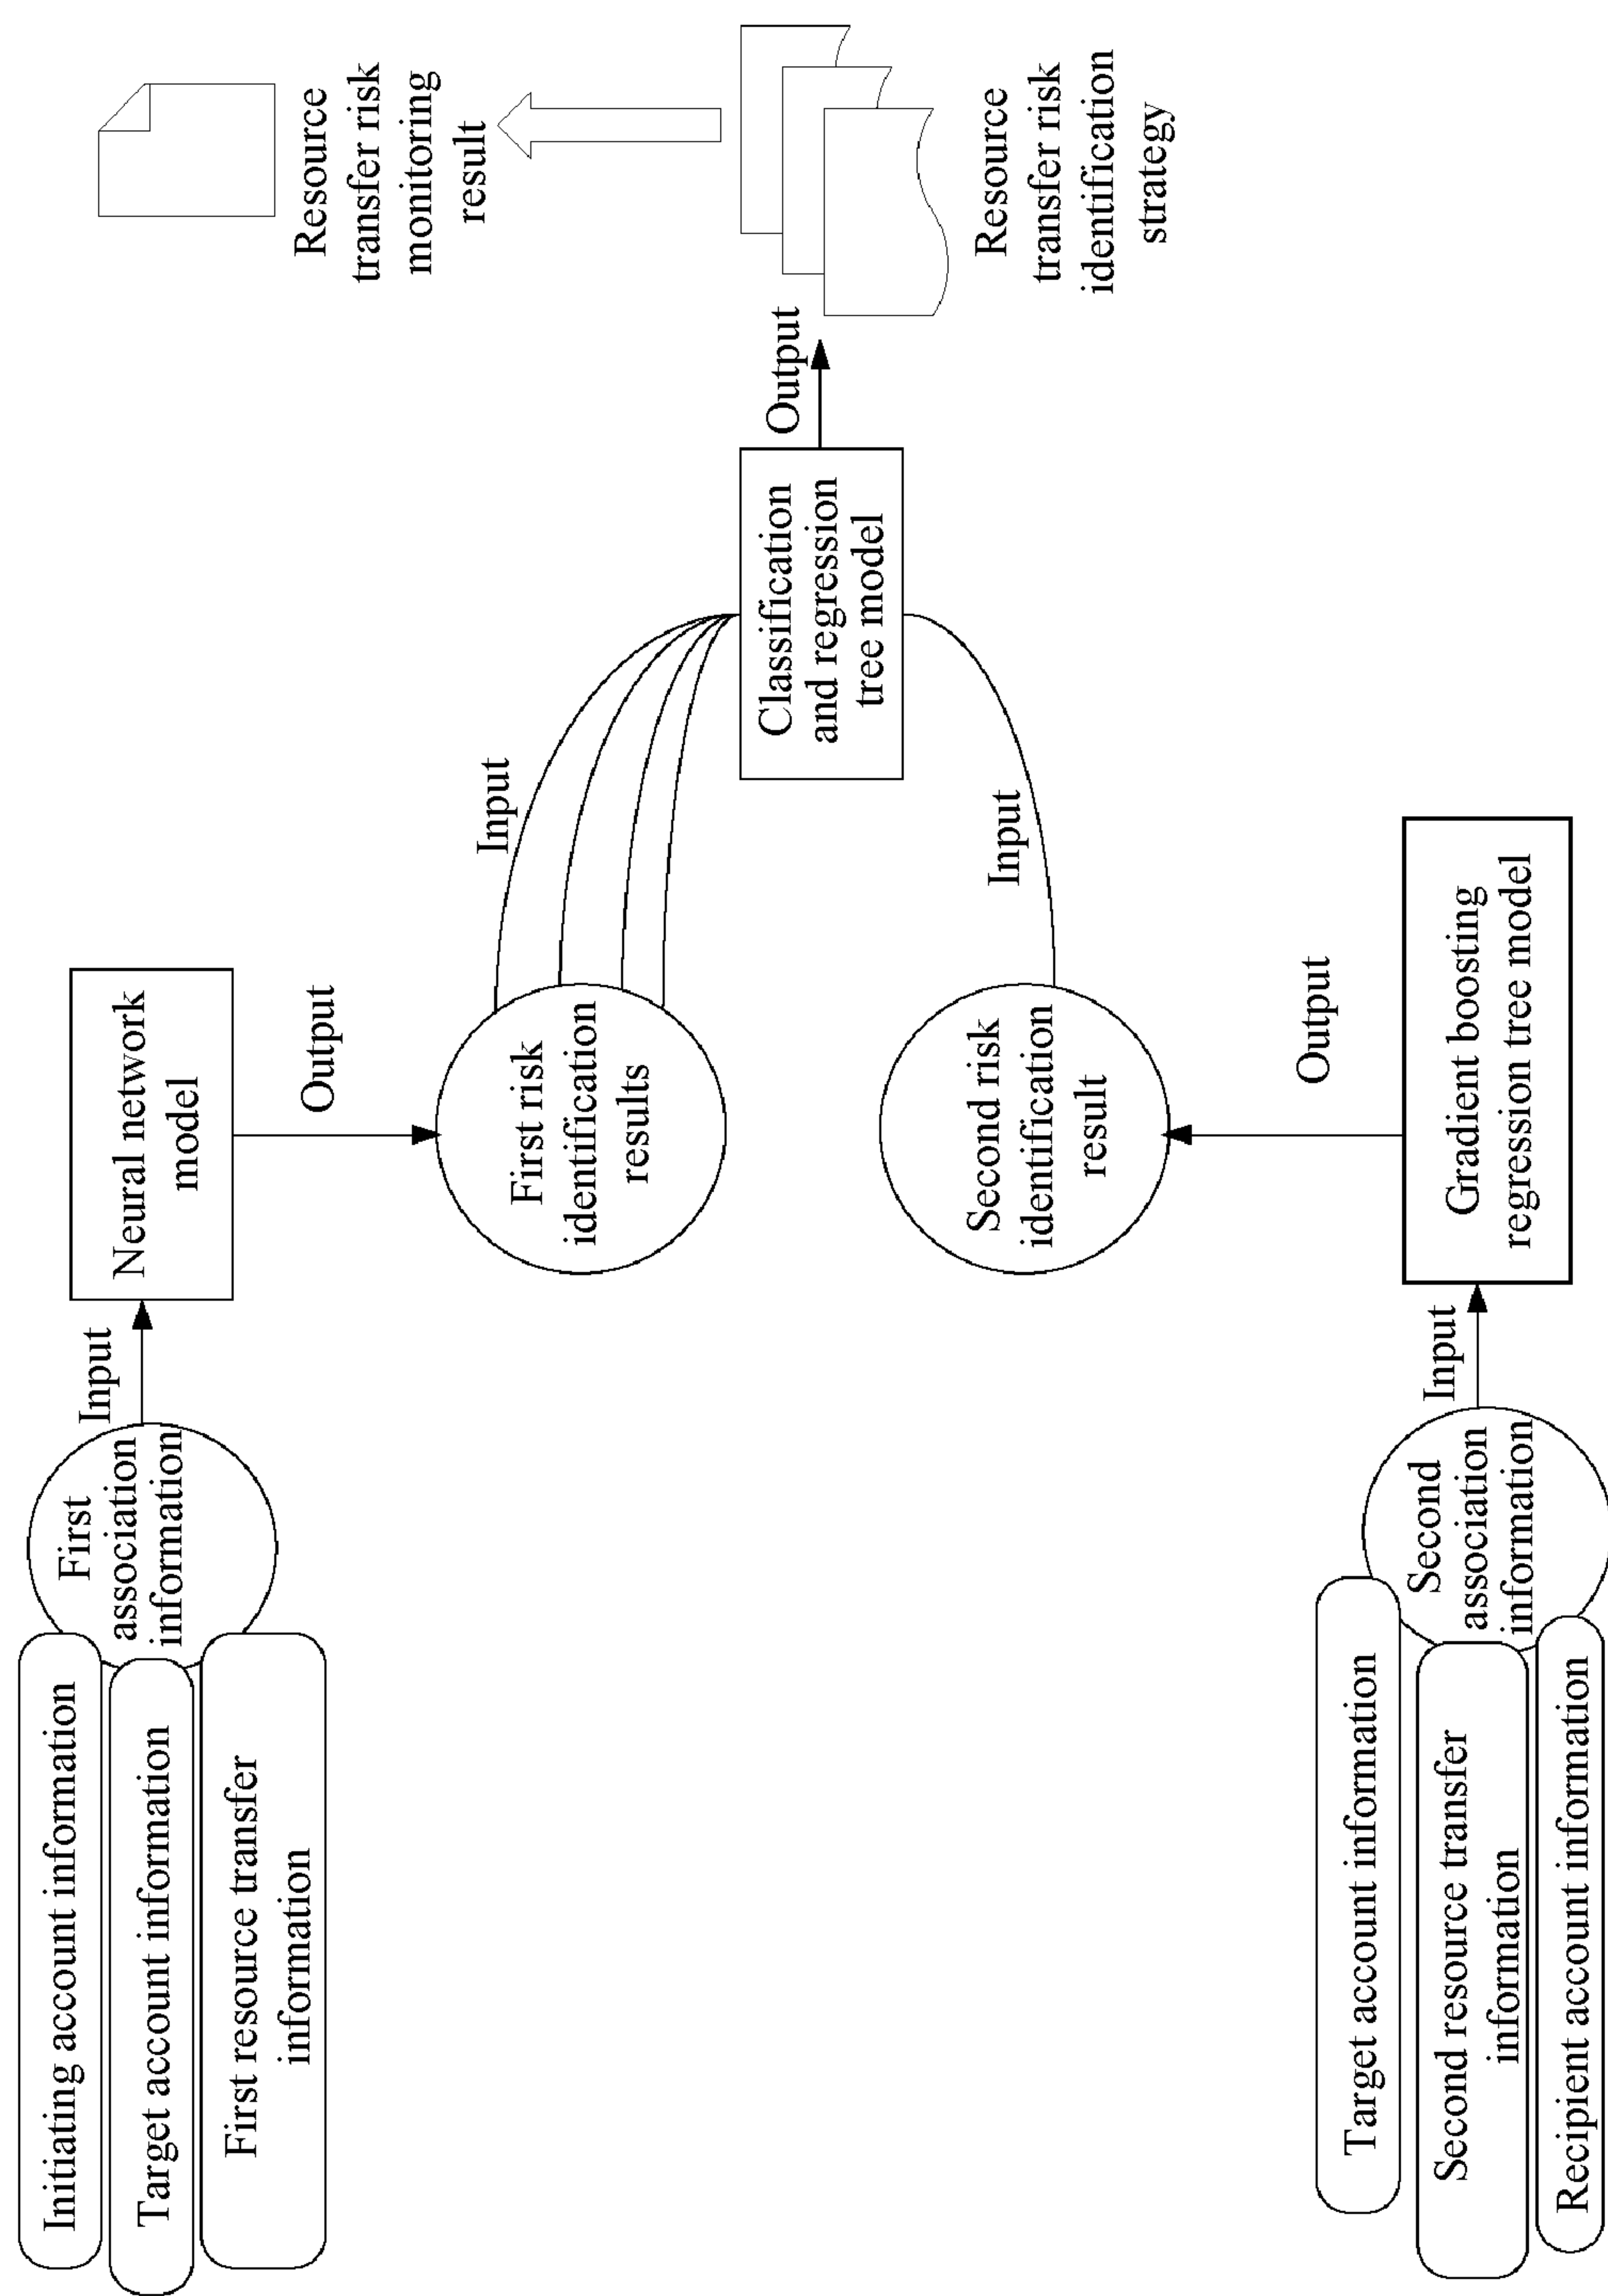 Initiating account information
Target account information
First resource transfer
information
First
association
information
Input
Neural network
model
Output
First risk
identification
results
Input
Target account information
Second resource transfer
information
Recipient account information
Second
association
information
Input
Gradient boosting
regression tree model
Output
Second risk
identification
result
Input
Classification
and regression
tree model
Output
Resource
transfer risk
identification
strategy
Resource
transfer risk
monitoring
result